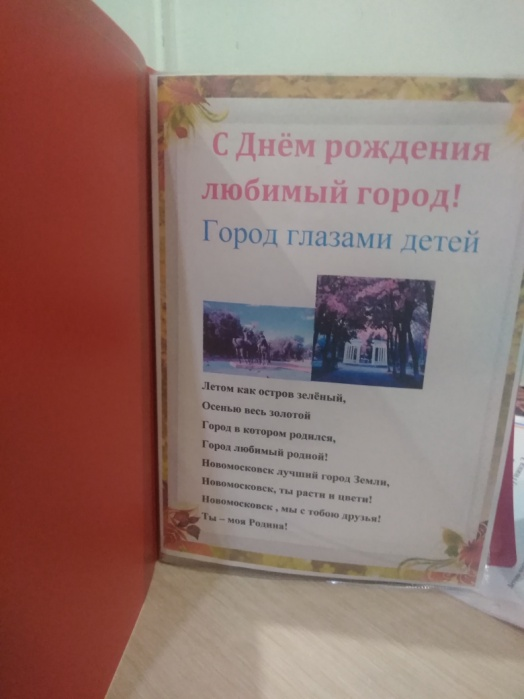 С Днём рождения
любимый город!
Город глазами детей
Летом как остров зелёный,
Осенью весь золотой
Город в котором родился,
Город любимый родной!
Новомосковск лучший город Земли,
Новомосковск, ты расти и цвети!
Новомосковск , мы с тобою друзья!
Ты – моя Родина!